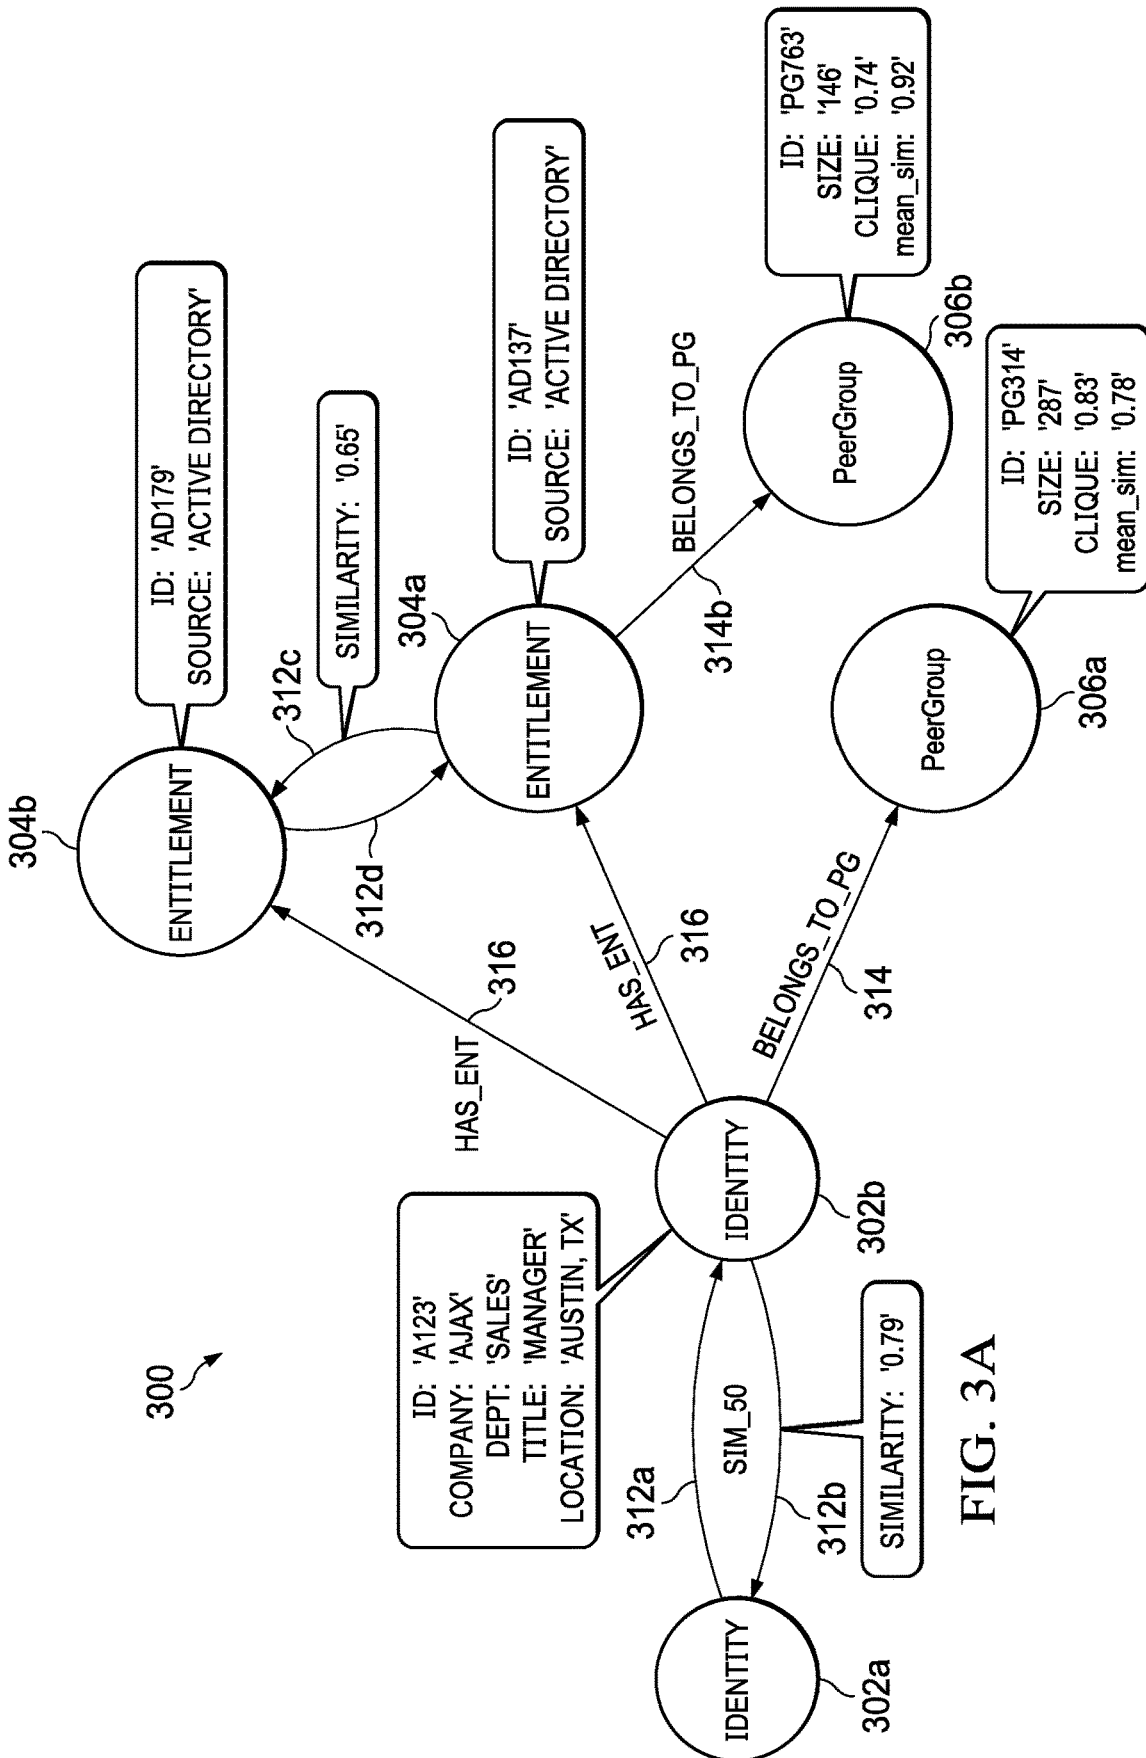 300
304b
ENTITLEMENT
ID: 'AD179'
SOURCE: 'ACTIVE DIRECTORY'
312c
SIMILARITY: '0.65'
312d
HAS_ENT
316
304a
ENTITLEMENT
ID: 'AD137'
SOURCE: 'ACTIVE DIRECTORY'
ID: 'A123'
COMPANY: 'AJAX'
DEPT: 'SALES'
TITLE: 'MANAGER'
LOCATION: 'AUSTIN, TX'
HAS_ENT
316
BELONGS_TO_PG
314b
312a
SIM_50
312b
SIMILARITY: '0.79'
IDENTITY
302a
IDENTITY
302b
BELONGS_TO_PG
314
PeerGroup
306b
ID: 'PG763'
SIZE: '146'
CLIQUE: '0.74'
mean_sim: '0.92'
PeerGroup
306a
ID: 'PG314'
SIZE: '287'
CLIQUE: '0.83'
mean_sim: '0.78'
FIG. 3A